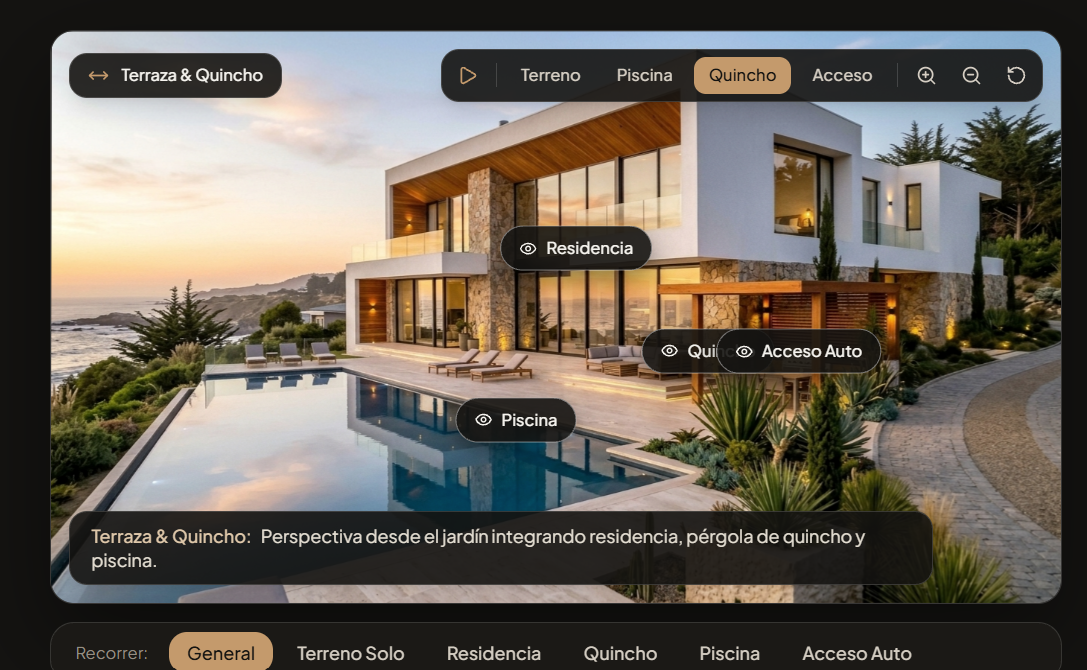 Terraza & Quincho
Terreno
Piscina
Quincho
Acceso
Residencia
Acceso Auto
Piscina
Terraza & Quincho: Perspectiva desde el jardín integrando residencia, pérgola de quincho y
piscina.
Recorrer:
General
Terreno Solo
Residencia
Quincho
Piscina
Acceso Auto